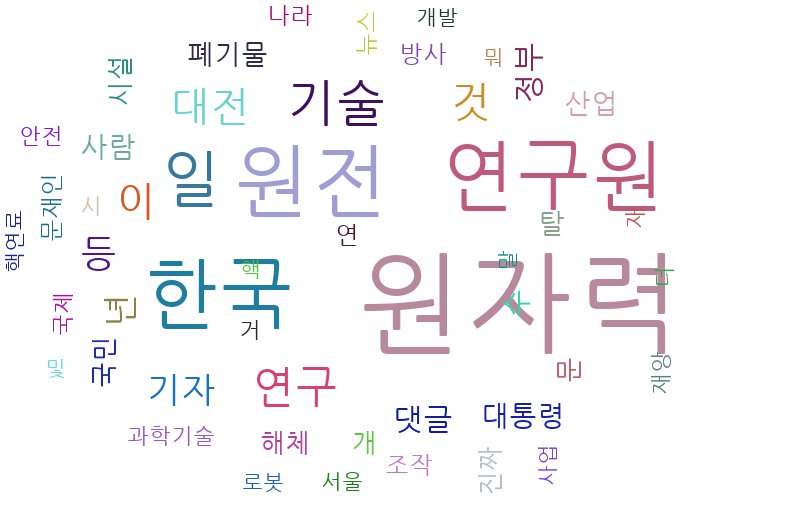 나라
뉴스
개발
폐기물
방사
뭐
정부
시설
대전
기술
것
산업
안전
사람
일
원전
연구원
이
시
문재인
핵연료
등
연
탈
재
한국
핵
원자력
말
수
더
국제
년
거
국민
및
기자
연구
문
재앙
과학기술
해체
개
댓글
대통령
조작
진짜
사업
로봇
서울